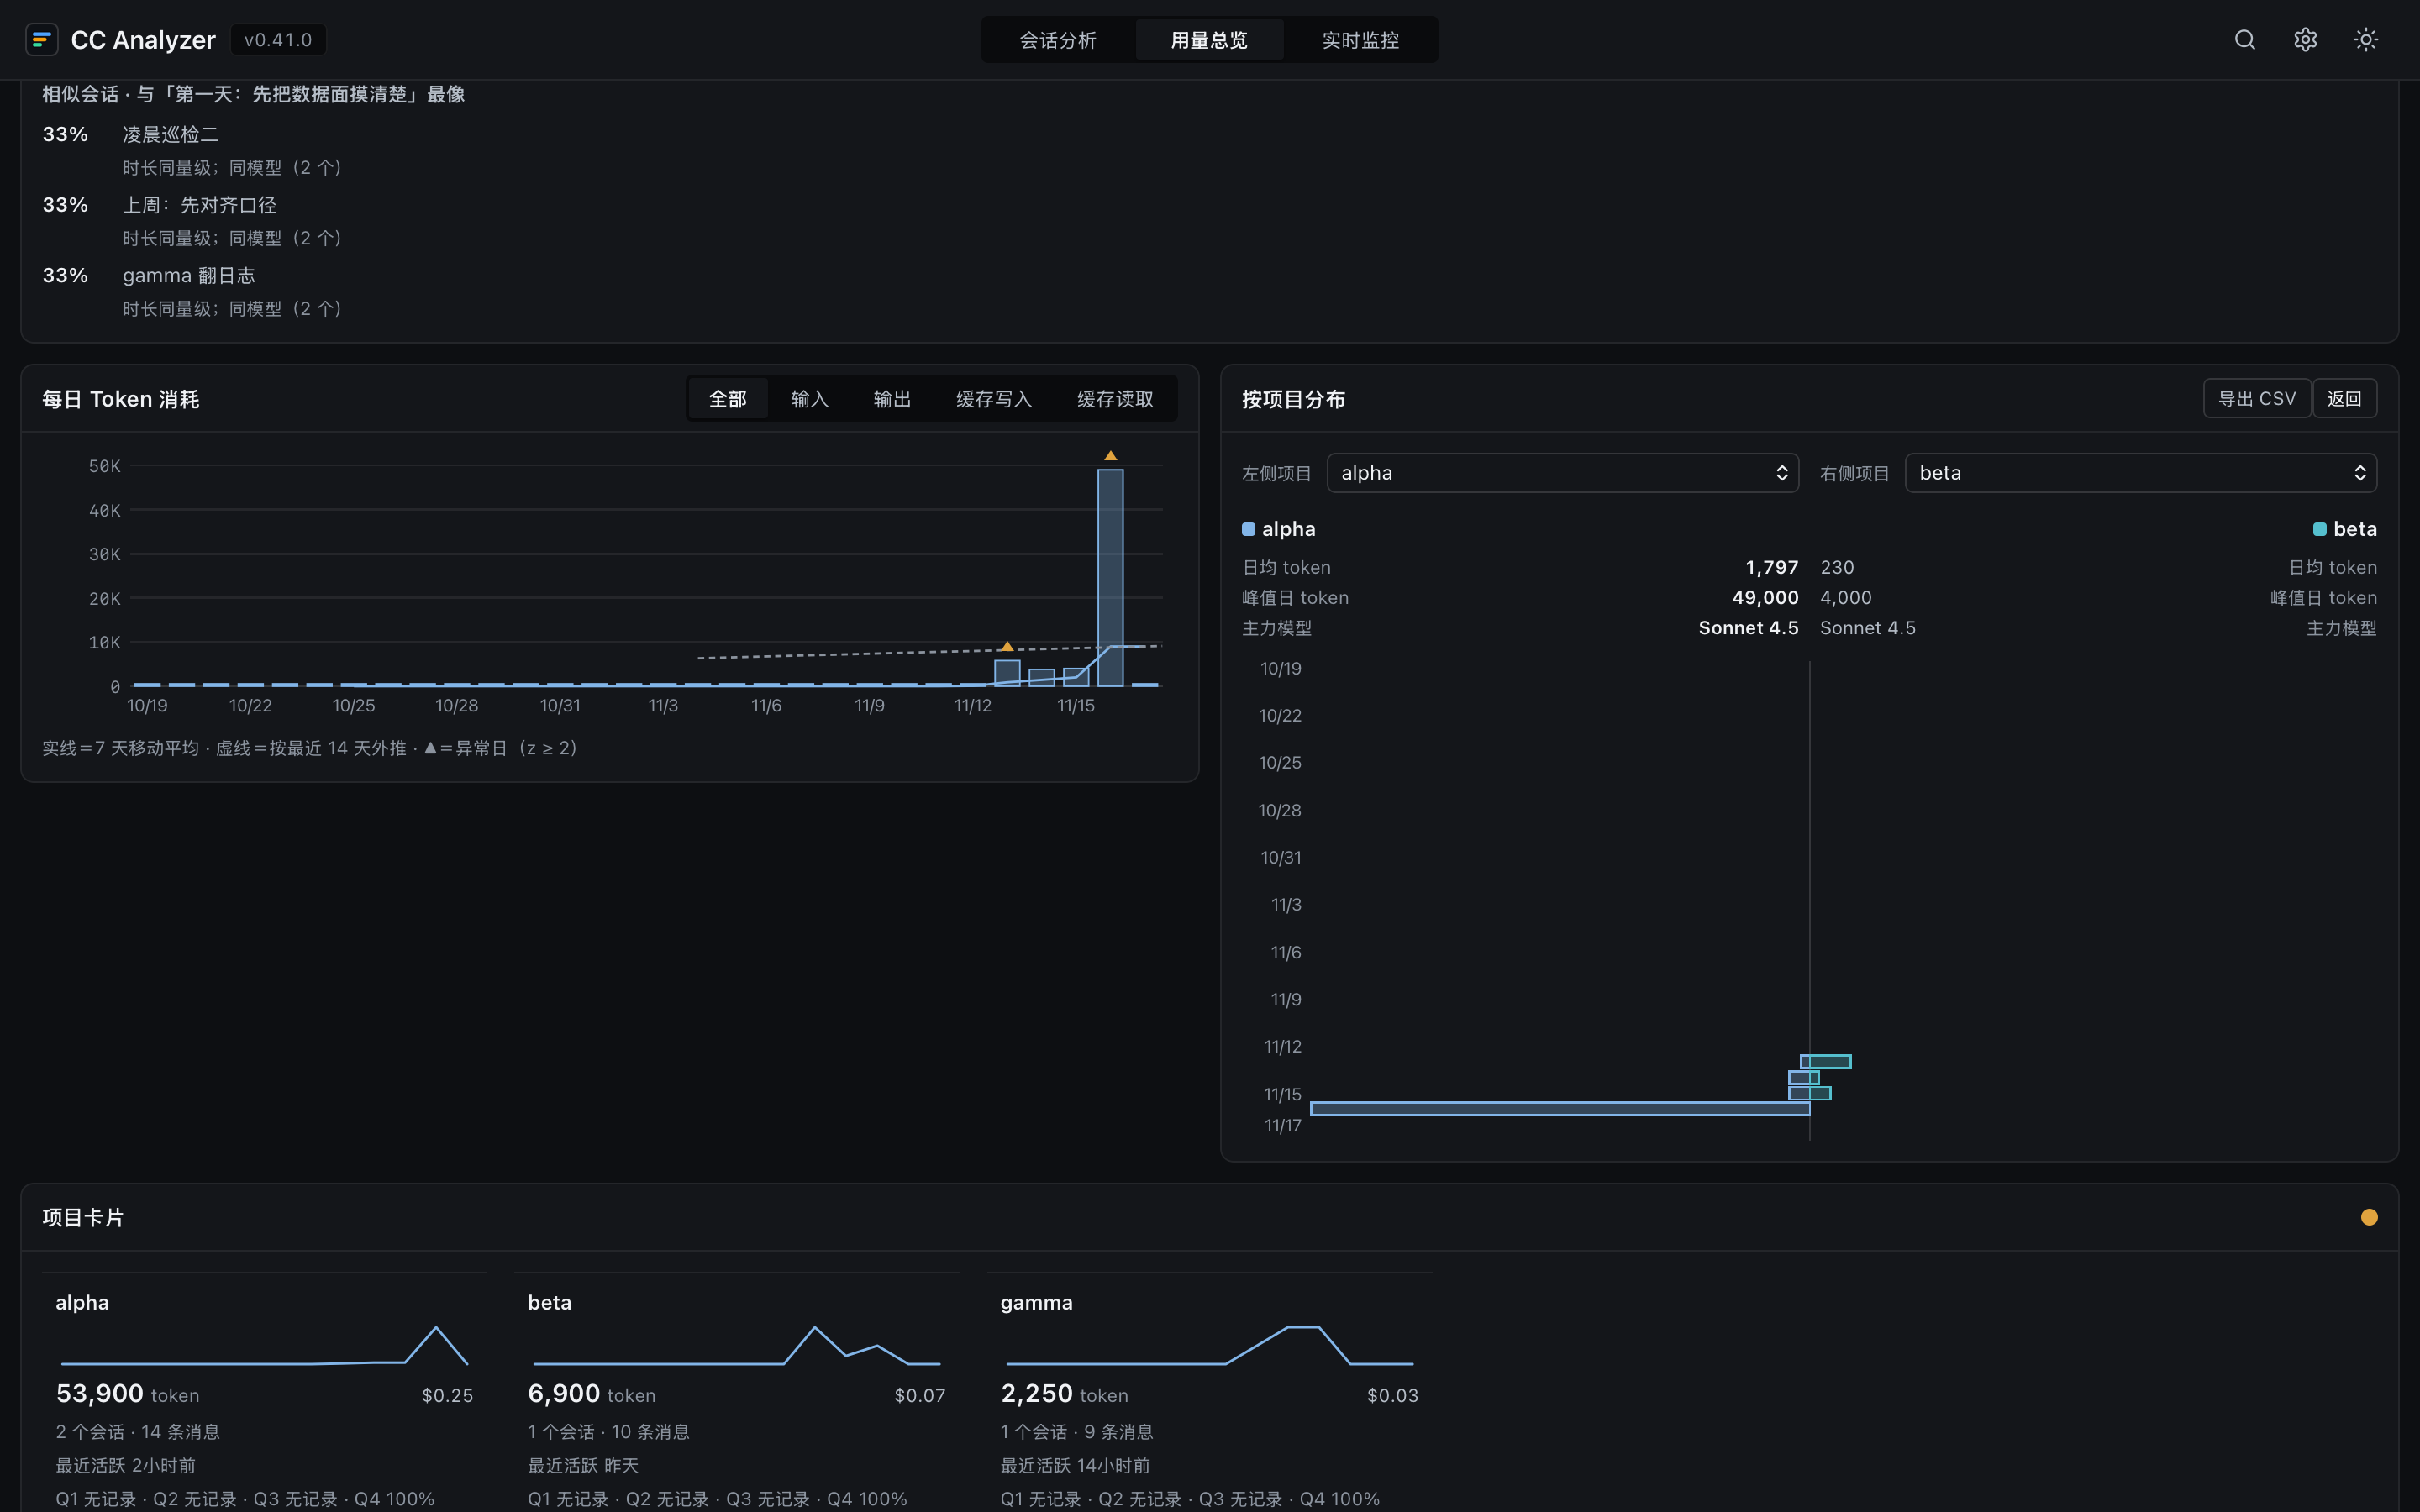 CC Analyzer v0.41.0
会话分析 用量总览 实时监控
相似会话 · 与「第一天：先把数据面摸清楚」最像
33% 凌晨巡检二
时长同量级；同模型（2 个）
33% 上周：先对齐口径
时长同量级；同模型（2 个）
33% gamma 翻日志
时长同量级；同模型（2 个）
每日 Token 消耗
全部 输入 输出 缓存写入 缓存读取
50K
40K
30K
20K
10K
0
10/19 10/22 10/25 10/28 10/31 11/3 11/6 11/9 11/12 11/15
实线＝7 天移动平均 · 虚线＝按最近 14 天外推 · ▲＝异常日（z ≥ 2）
按项目分布
导出 CSV 返回
左侧项目 alpha 右侧项目 beta
alpha beta
日均 token 1,797 230 日均 token
峰值日 token 49,000 4,000 峰值日 token
主力模型 Sonnet 4.5 Sonnet 4.5 主力模型
10/19
10/22
10/25
10/28
10/31
11/3
11/6
11/9
11/12
11/15
11/17
项目卡片
alpha
53,900 token $0.25
2 个会话 · 14 条消息
最近活跃 2小时前
Q1 无记录 · Q2 无记录 · Q3 无记录 · Q4 100%
beta
6,900 token $0.07
1 个会话 · 10 条消息
最近活跃 昨天
Q1 无记录 · Q2 无记录 · Q3 无记录 · Q4 100%
gamma
2,250 token $0.03
1 个会话 · 9 条消息
最近活跃 14小时前
Q1 无记录 · Q2 无记录 · Q3 无记录 · Q4 100%